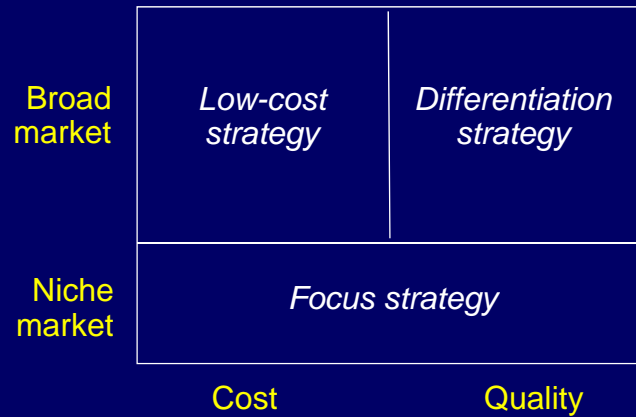 Broad
market
Low-cost
strategy
Differentiation
strategy
Niche
market
Focus strategy
Cost
Quality